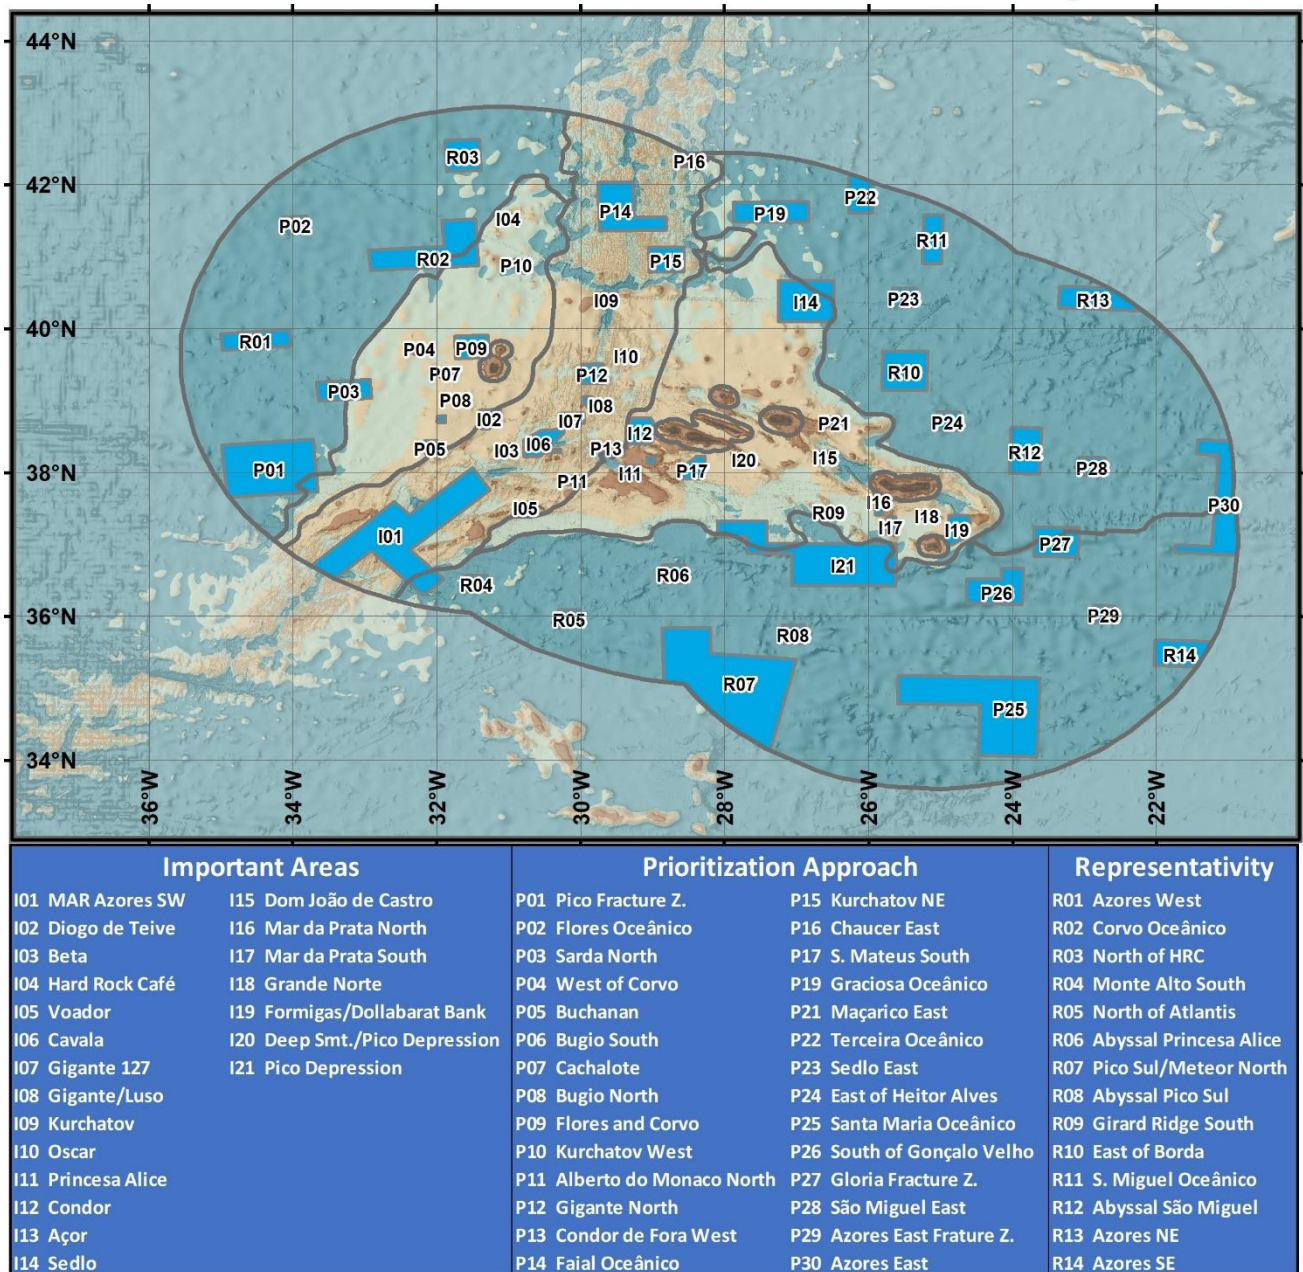 44°N
42°N
40°N
38°N
36°N
34°N
36°W
34°W
32°W
30°W
28°W
26°W
24°W
22°W
R03
P16
P02
I04
P14
P19
P22
R11
R02
P10
P15
I09
I14
P23
R13
R01
P04
P09
I10
P07
P12
R10
P03
P08
I02
I08
I07
I12
P21
P24
P05
I03
I06
P13
I11
P17
I20
I15
R12
P28
P01
P11
I05
I16
I17
I18
I19
R09
P30
I01
P27
R04
R06
I21
P26
R05
R08
P29
R07
R14
P25
Important Areas
I01 MAR Azores SW
I02 Diogo de Teive
I03 Beta
I04 Hard Rock Café
I05 Voador
I06 Cavala
I07 Gigante 127
I08 Gigante/Luso
I09 Kurchatov
I10 Oscar
I11 Princesa Alice
I12 Condor
I13 Açor
I14 Sedlo
I15 Dom João de Castro
I16 Mar da Prata North
I17 Mar da Prata South
I18 Grande Norte
I19 Formigas/Dollabarat Bank
I20 Deep Smt./Pico Depression
I21 Pico Depression
Prioritization Approach
P01 Pico Fracture Z.
P02 Flores Oceânico
P03 Sarda North
P04 West of Corvo
P05 Buchanan
P06 Bugio South
P07 Cachalote
P08 Bugio North
P09 Flores and Corvo
P10 Kurchatov West
P11 Alberto do Monaco North
P12 Gigante North
P13 Condor de Fora West
P14 Faial Oceânico
P15 Kurchatov NE
P16 Chaucer East
P17 S. Mateus South
P19 Graciosa Oceânico
P21 Maçarico East
P22 Terceira Oceânico
P23 Sedlo East
P24 East of Heitor Alves
P25 Santa Maria Oceânico
P26 South of Gonçalo Velho
P27 Gloria Fracture Z.
P28 São Miguel East
P29 Azores East Frature Z.
P30 Azores East
Representativity
R01 Azores West
R02 Corvo Oceânico
R03 North of HRC
R04 Monte Alto South
R05 North of Atlantis
R06 Abyssal Princesa Alice
R07 Pico Sul/Meteor North
R08 Abyssal Pico Sul
R09 Girard Ridge South
R10 East of Borda
R11 S. Miguel Oceânico
R12 Abyssal São Miguel
R13 Azores NE
R14 Azores SE